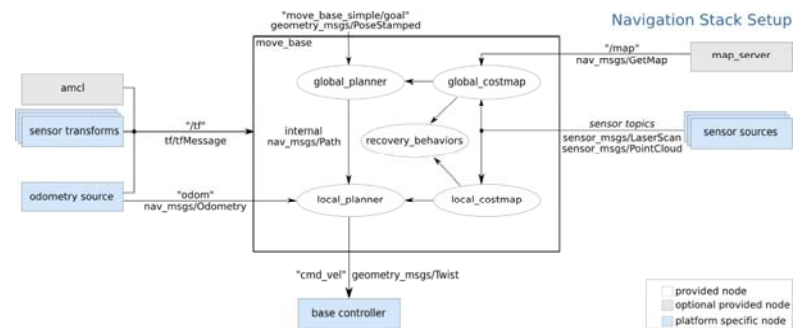 "move_base_simple/goal"
geometry_msgs/PoseStamped
Navigation Stack Setup
move_base
"/map"
nav_msgs/GetMap
map_server
global_planner
global_costmap
amcl
sensor transforms
"/tf"
tf/tfMessage
internal
nav_msgs/Path
recovery_behaviors
sensor topics
sensor_msgs/LaserScan
sensor_msgs/PointCloud
sensor sources
odometry source
"odom"
nav_msgs/Odometry
local_planner
local_costmap
"cmd_vel"
geometry_msgs/Twist
base controller
provided node
optional provided node
platform specific node